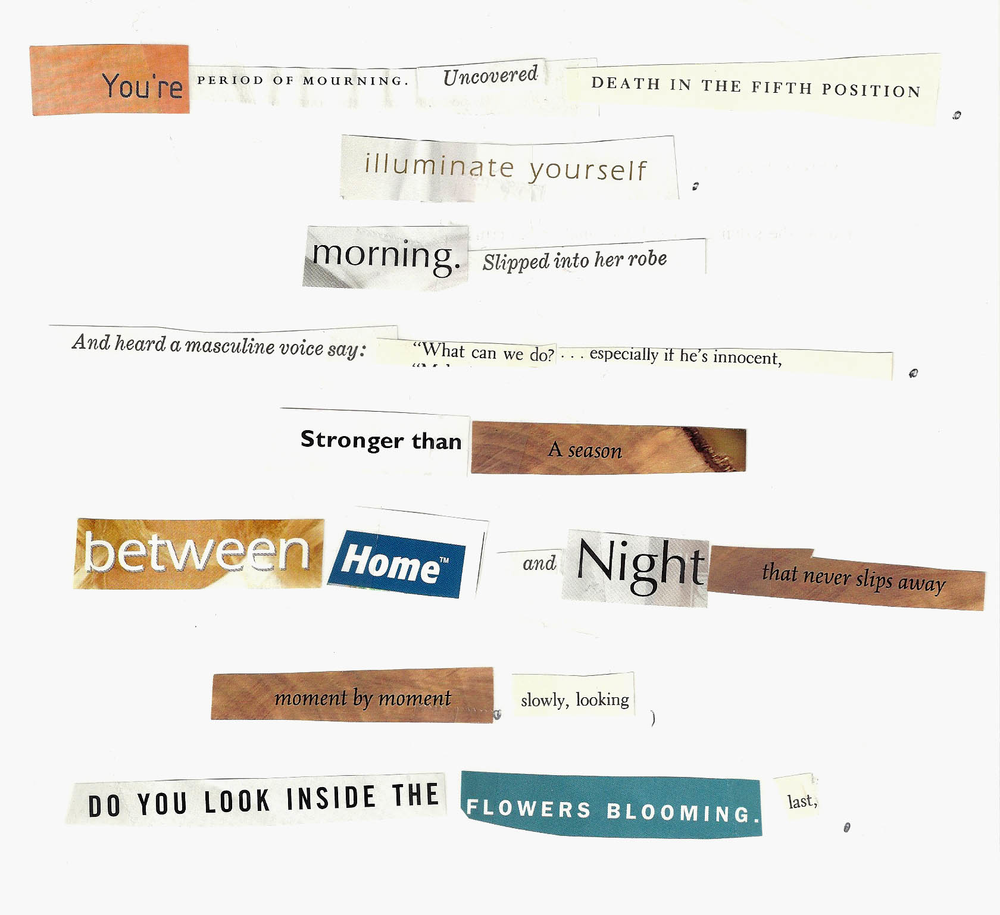 You're PERIOD OF MOURNING. Uncovered DEATH IN THE FIFTH POSITION.
illuminate yourself.
morning. Slipped into her robe
And heard a masculine voice say: “What can we do? . . . especially if he's innocent,.
Stronger than A season
between Home™ and Night that never slips away
moment by moment. slowly, looking,
DO YOU LOOK INSIDE THE FLOWERS BLOOMING. last,.